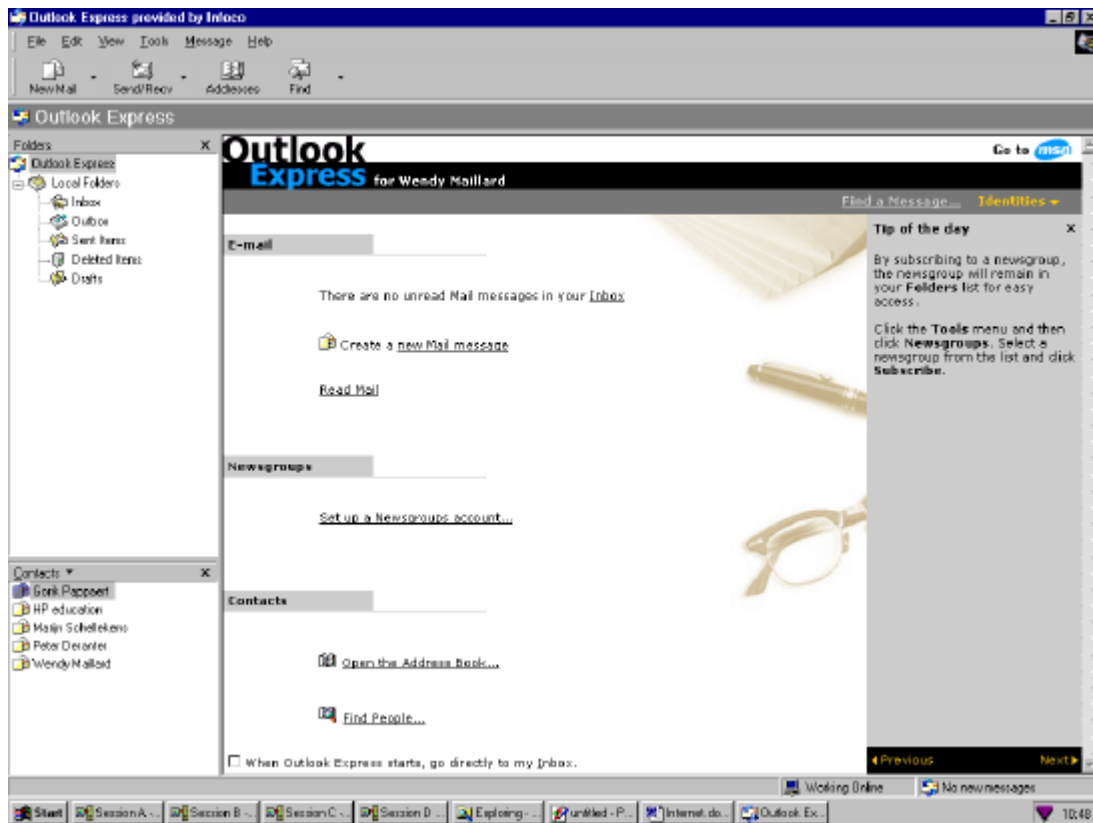 Outlook Express provided by Infoco
File Edit View Tools Message Help
New Mail Send/Recv Addresses Find
Outlook Express
Folders x
Outlook Express
Local Folders
Inbox
Outbox
Sent Items
Deleted Items
Drafts
Contacts x
Gorik Pappaert
HP education
Marijn Schellekens
Peter Deranter
Wendy Maillard
Outlook
Express for Wendy Maillard
Go to msn
Find a Message... Identities
E-mail
There are no unread Mail messages in your Inbox
Create a new Mail message
Read Mail
Newsgroups
Set up a Newsgroups account...
Contacts
Open the Address Book...
Find People...
When Outlook Express starts, go directly to my Inbox.
Tip of the day x
By subscribing to a newsgroup,
the newsgroup will remain in
your Folders list for easy
access.
Click the Tools menu and then
click Newsgroups. Select a
newsgroup from the list and click
Subscribe.
Previous Next
Working Online No new messages
Start Session A ... Session B ... Session C ... Session D ... Exploring - ... untitled - P... Internet.do... Outlook Ex... 10:48